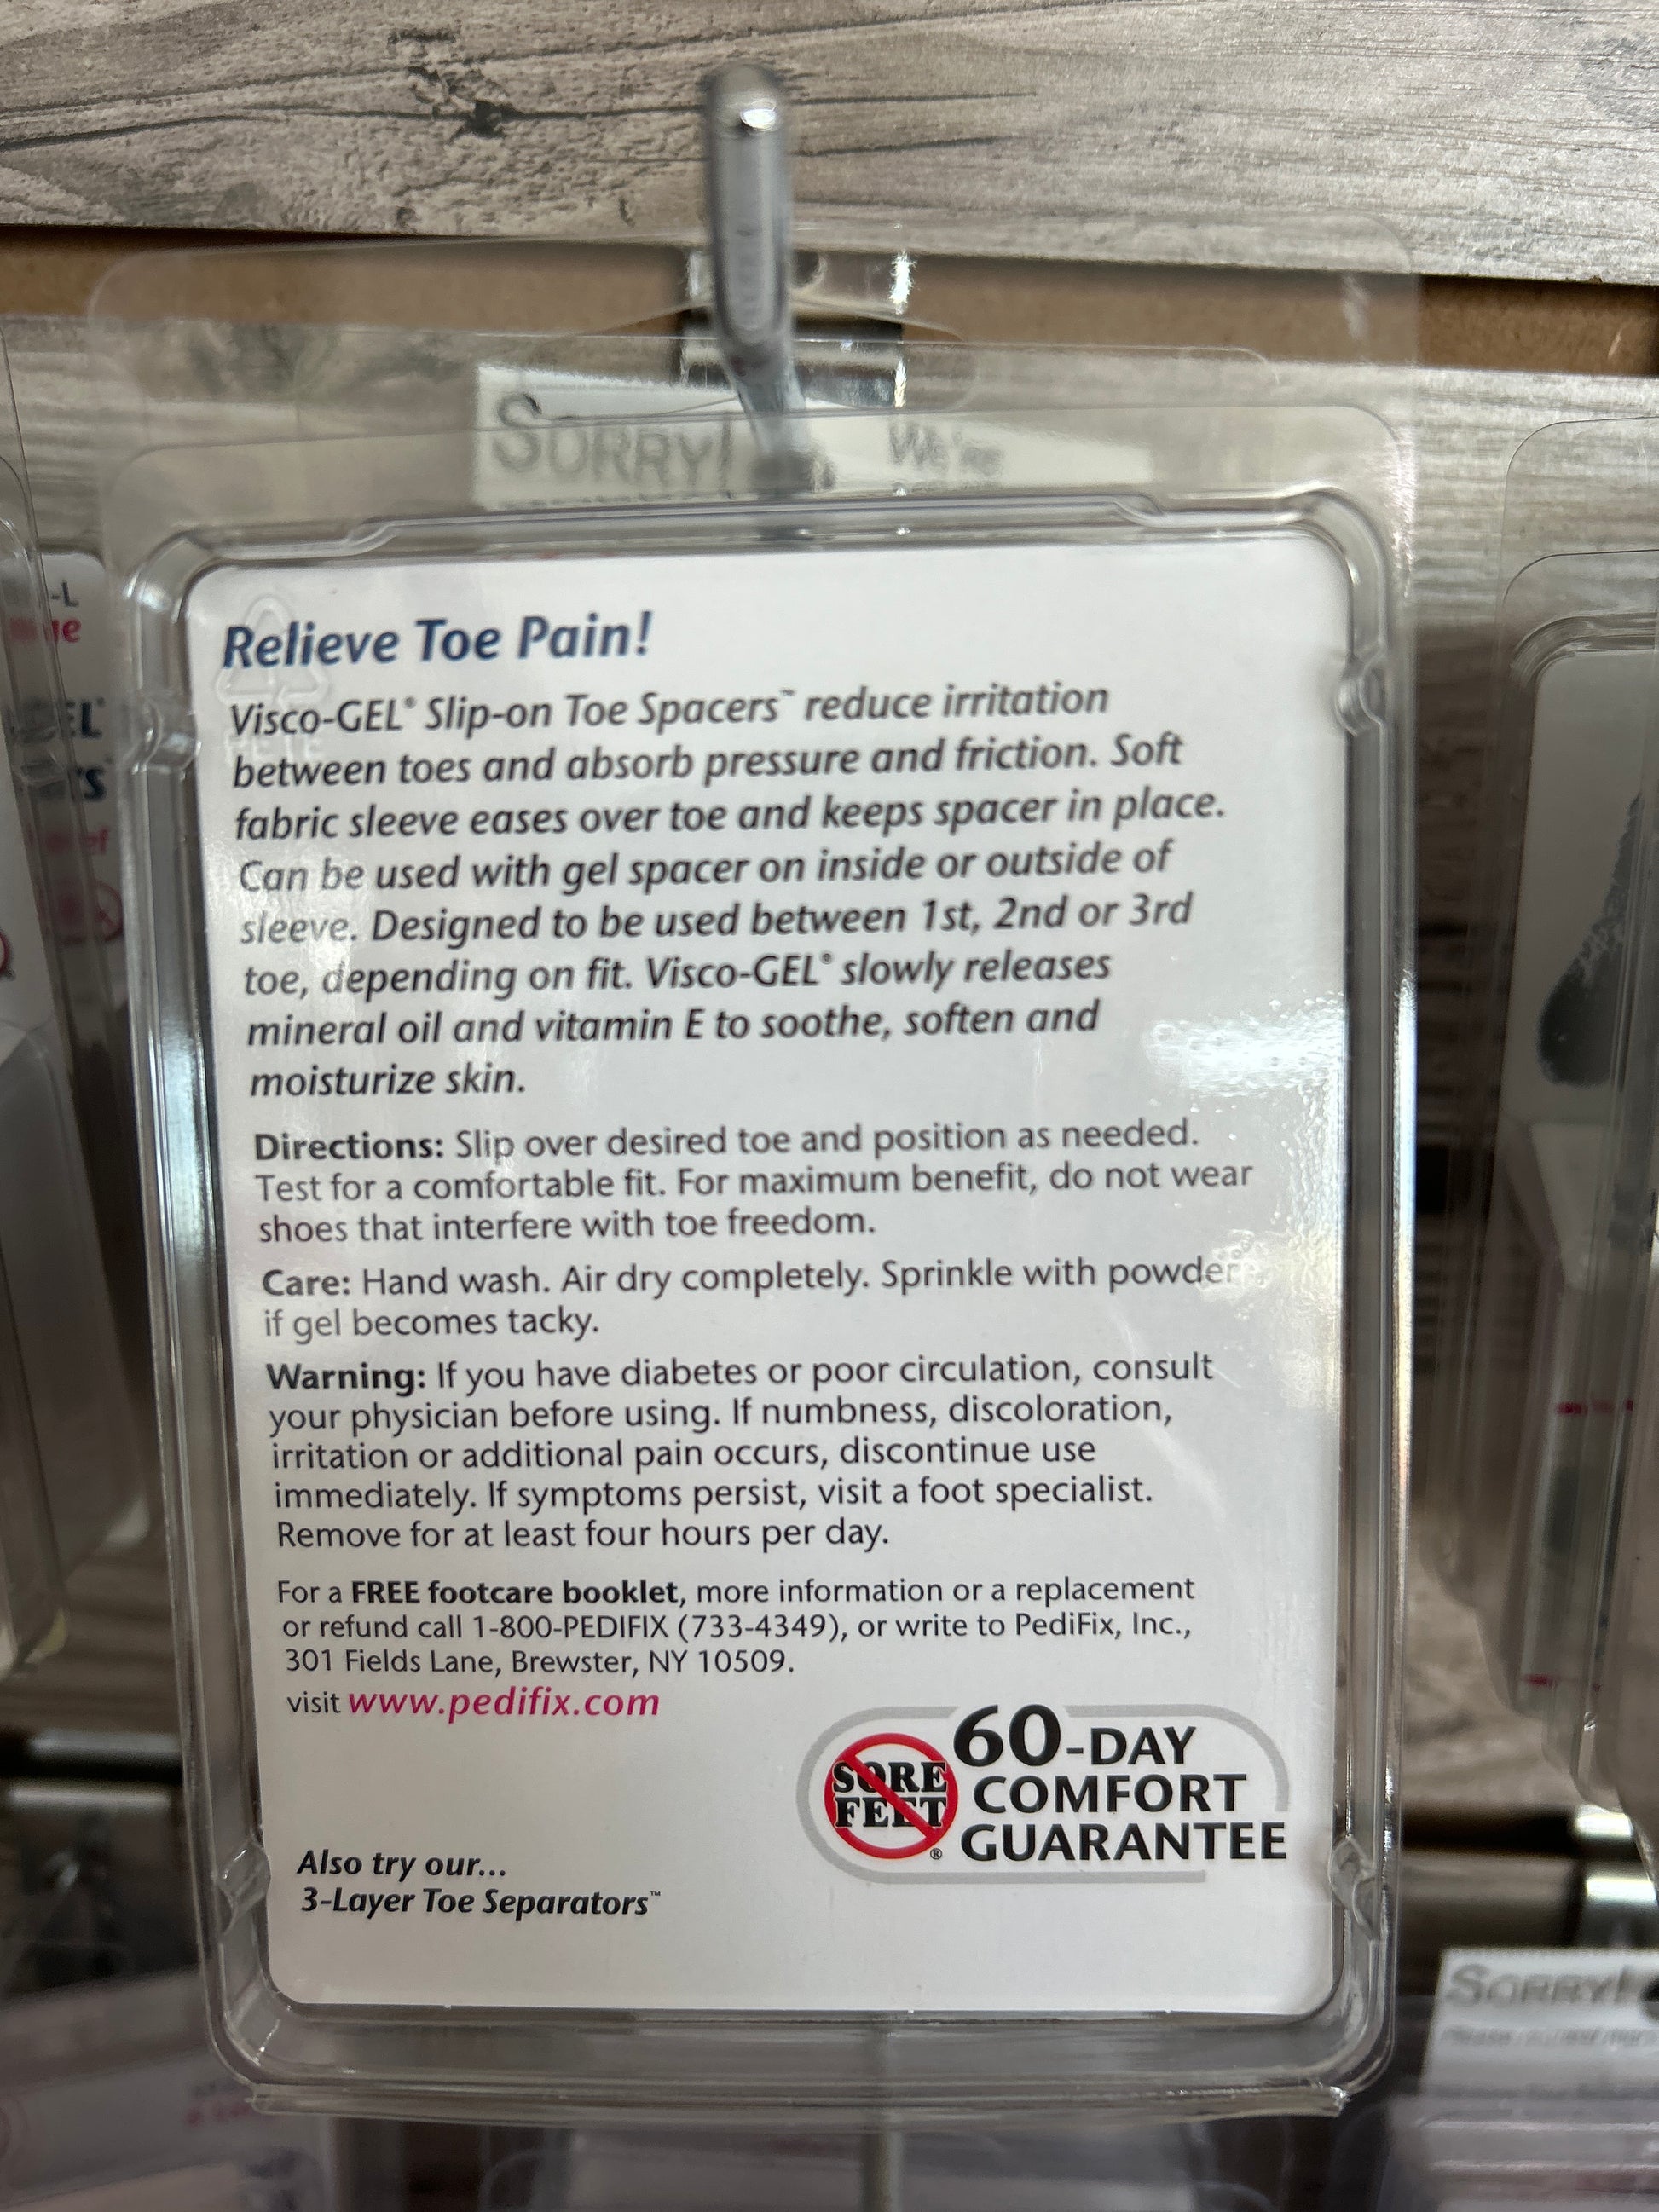 SORRY! We're
-L
EL®
Relieve Toe Pain!
Visco-GEL® Slip-on Toe Spacers™ reduce irritation
between toes and absorb pressure and friction. Soft
fabric sleeve eases over toe and keeps spacer in place.
Can be used with gel spacer on inside or outside of
sleeve. Designed to be used between 1st, 2nd or 3rd
toe, depending on fit. Visco-GEL® slowly releases
mineral oil and vitamin E to soothe, soften and
moisturize skin.
Directions: Slip over desired toe and position as needed.
Test for a comfortable fit. For maximum benefit, do not wear
shoes that interfere with toe freedom.
Care: Hand wash. Air dry completely. Sprinkle with powder
if gel becomes tacky.
Warning: If you have diabetes or poor circulation, consult
your physician before using. If numbness, discoloration,
irritation or additional pain occurs, discontinue use
immediately. If symptoms persist, visit a foot specialist.
Remove for at least four hours per day.
For a FREE footcare booklet, more information or a replacement
or refund call 1-800-PEDIFIX (733-4349), or write to PediFix, Inc.,
301 Fields Lane, Brewster, NY 10509.
visit www.pedifix.com
SORE
FEET®
60-DAY
COMFORT
GUARANTEE
Also try our...
3-Layer Toe Separators™
SORRY!